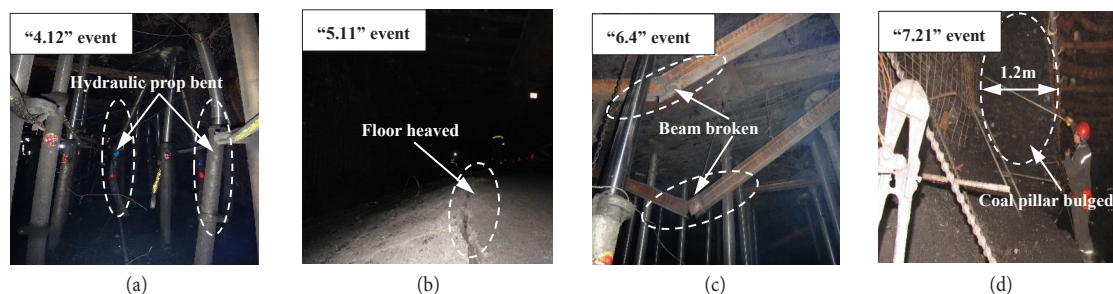 “4.12” event
Hydraulic prop bent
(a)
“5.11” event
Floor heaved
(b)
“6.4” event
Beam broken
(c)
“7.21” event
1.2m
Coal pillar bulged
(d)